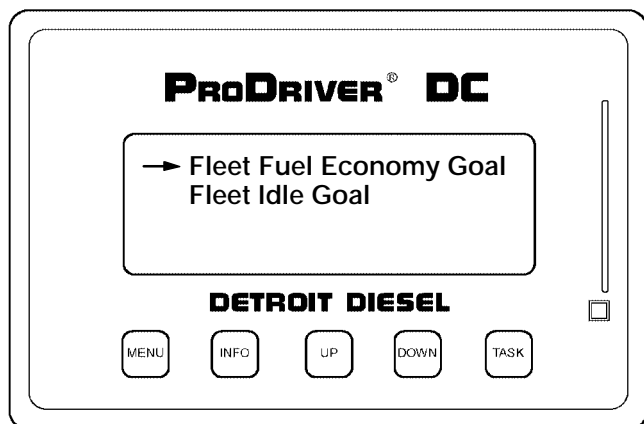 PRODRIVER® DC
→ Fleet Fuel Economy Goal
Fleet Idle Goal
DETROIT DIESEL
MENU INFO UP DOWN TASK